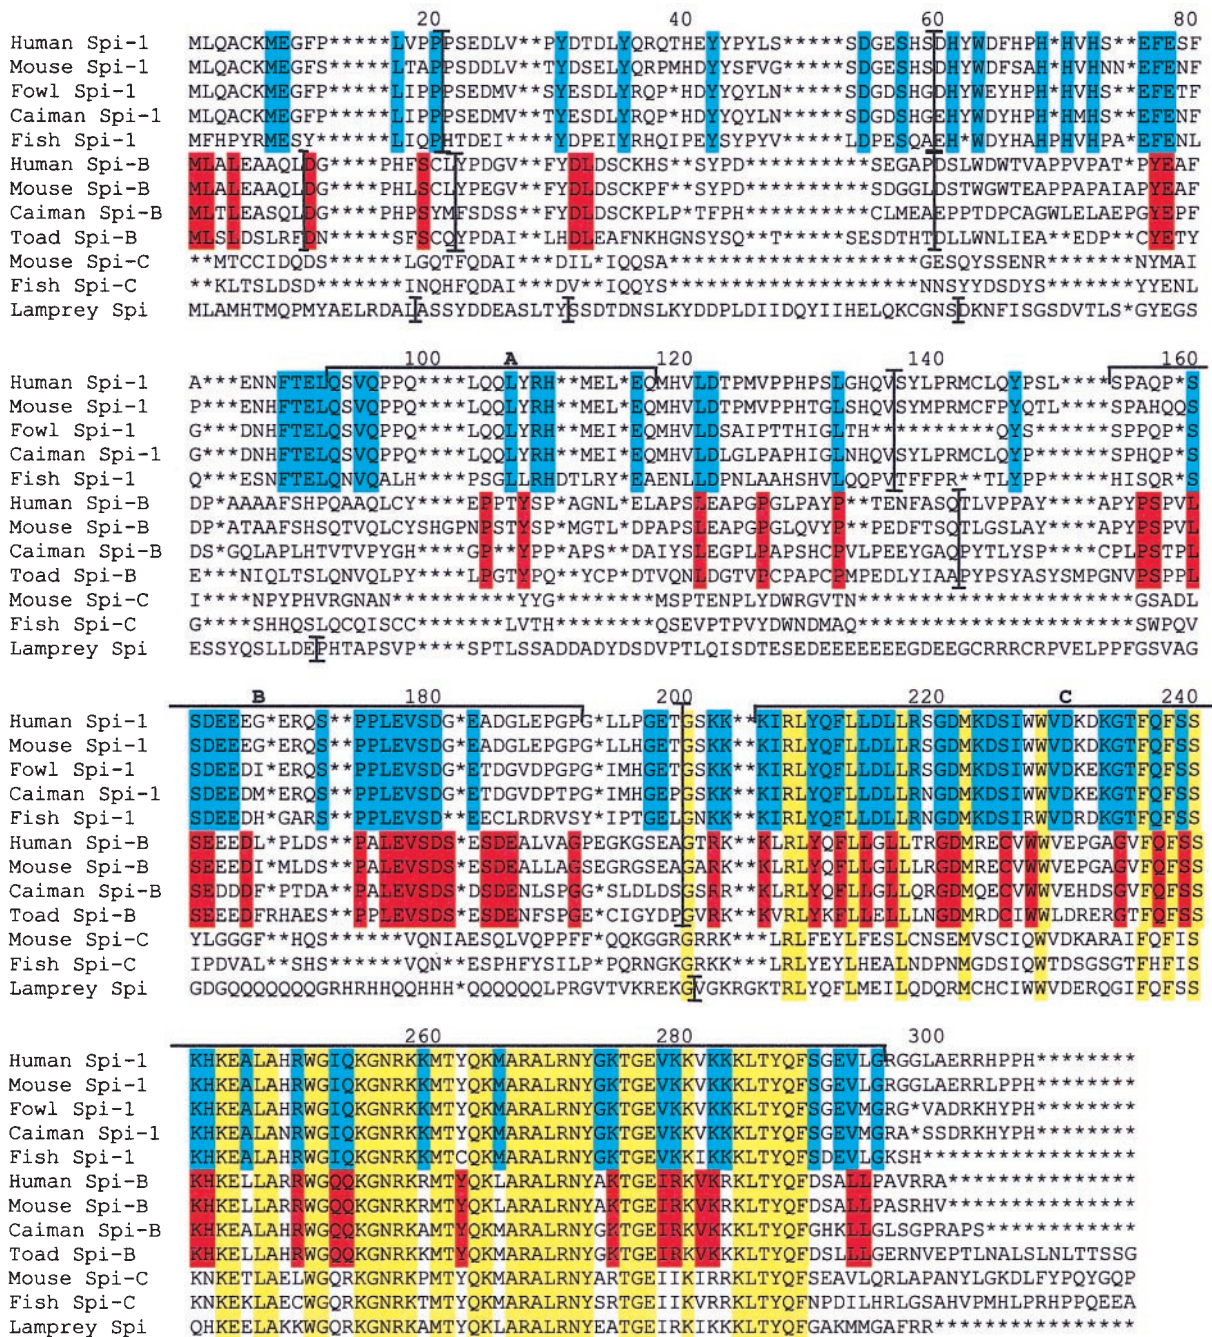 20 40 60 80
Human Spi-1 MLQACKMEGFP*****LVPPPSEDLV**PYDTDLYQRQTHEYYPYLS*****SDGESHSDHYWDFHPH*HVHS**EFESF
Mouse Spi-1 MLQACKMEGFS*****LTAPPSDDLV**TYDSELYQRPMHDYYSFVG*****SDGESHSDHYWDFSAH*HVHNN*EFENF
Fowl Spi-1 MLQACKMEGFP*****LIPPPSEDMV**SYESDLYRQP*HDYYQYLN*****SDGDSHGDHYWEYHPH*HVHS**EFETF
Caiman Spi-1 MLQACKMEGFP*****LIPPPSEDMV**TYESDLYRQP*HDYYQYLN*****SDGESHSDHYWDYHPH*HMHS**EFENF
Fish Spi-1 MFHPYRMESY*****LIQPHTDEI****YDPEIYRHQIPESYPYV*****LDPESQAEH*WDYHAHPHVHPA*EFENL
Human Spi-B MLALEAAQLDG****PHFSCLYPDGV**FYDLDSCKHS**SYPD**********SEGAPDSLWDWTVAPPVPAT*PYEAF
Mouse Spi-B MLALEAAQLDG****PHLSCLYPEGV**FYDLDSCKPF**SYPD**********SDGGLDSTWGWTEAPPAPAIAPYEAF
Caiman Spi-B MLTLEASQLDG****PHPSYMFSDSS**FYDLDSCKPLP*TFPH**********CLMEAEPPTDPCAGWLELAEPGYEPF
Toad Spi-B MLSLDSLRFDN****SFSCQYPDAI**LHDLEAFNKHGNSYSQ**T*****SESDTHTDLLWNLIEA**EDP**CYETY
Mouse Spi-C **MTCCIDQDS*****LGQTFQDAI***DIL*IQQSA********************GESQYSSENR*******NYMAI
Fish Spi-C **KLTSLDSD*****INQHFQDAI**DV**IQQYS********************NNSYYDSDYS******YYENL
Lamprey Spi MLAMHTMQPMYAELRDALASSYDDEASLTYSSDTDNSLKYDDPLDIIDQYIIHELQKCGNSDKNFISGSDVTLS*GYEGS
100 A 120 140 160
Human Spi-1 A***ENNFTELQSVQPPQ****LQQLYRH**MEL*EQMHVLDTPMVPPHPSLGHQVSYLPRMCLQYPSL****SPAQP*S
Mouse Spi-1 P***ENHFTELQSVQPPQ****LQQLYRH**MEL*EQMHVLDTPMVPPHTGLSHQVSYMPRMCFPYQTL****SPAHQQS
Fowl Spi-1 G***DNHFTELQSVQPPQ****LQQLYRH**MEI*EQMHVLDSAIPTTHIGLTH**********QYS*****SPPQP*S
Caiman Spi-1 G***DNHFTELQSVQPPQ****LQQLYRH**MEI*EQMHVLDLGLPAPHIGLNHQVSYLPRMCLQYP*****SPHQP*S
Fish Spi-1 Q***ESNFTELQNVQALH****PSGLLRHDTLRY*EAENLLDPNLAAHSHVLQQPVTFFPR**TLYP*****HISQR*S
Human Spi-B DP*AAAAFSHPQAAQLCY****EPPTYSP**AGNL*ELAPSLEAPGPGLPAYP**TENFASQTLVPPAY****APYPSPVL
Mouse Spi-B DP*ATAAFSHSQTVQLCYSHGPNPSTYSP*MGTL*DPAPSLEAPGPGLQVYP**PEDFTSQTLGSLAY****APYPSPVL
Caiman Spi-B DS*GQLAPLHTVTVPYGH****GP**YPP*APS**DAIYSLEGPLPAPSHCPVLPEEYGAQPYTLYSP****CPLPSTPL
Toad Spi-B E***NIQLTSLQNVQLPY****LPGTYPQ**YCP*DTVQNLDGTVPCPAPCPMPEDLYIAAPYPSYASYSMPGNVPSPPL
Mouse Spi-C I****NPYPHVRGNAN**********YYG*******MSPTENPLYDWRGVTN**********************GSADL
Fish Spi-C G****SHHQSLQCQISCC******LVTH********QSEVPTPVYDWNDMAQ**********************SWPQV
Lamprey Spi ESSYQSLLDEPHTAPSVP****SPTLSSADDADYDSDVPTLQISDTESEDEEEEEEEGDEEGCRRRCRPVELPPFGSVAG
B 180 200 220 C 240
Human Spi-1 SDEEEG*ERQS**PPLEVSDG*EADGLEPGPG*LLPGETGSKK**KIRLYQFLLDLLRSGDMKDSIWWVDKDKGTFQFSS
Mouse Spi-1 SDEEEG*ERQS**PPLEVSDG*EADGLEPGPG*LLHGETGSKK**KIRLYQFLLDLLRSGDMKDSIWWVDKDKGTFQFSS
Fowl Spi-1 SDEEDI*ERQS**PPLEVSDG*ETDGVDPGPG*IMHGETGSKK**KIRLYQFLLDLLRSGDMKDSIWWVDKEKGTFQFSS
Caiman Spi-1 SDEEDM*ERQS**PPLEVSDG*ETDGVDPTPG*IMHGEPGSKK**KIRLYQFLLDLLRNGDMKDSIWWVDKEKGTFQFSS
Fish Spi-1 SDEEDH*GARS**PPLEVSDG*EECLRDRVSY*IPTGELGNKK**KIRLYQFLLDLLRNGDMKDSIRWVDRDKGTFQFSS
Human Spi-B SEEEDL*PLDS**PALEVSDS*ESDEALVAGPEGKGSEAGTRK**KLRLYQFLLGLLTRGDMRECVWWVEPGAGVFQFSS
Mouse Spi-B SEEEDI*MLDS**PALEVSDS*ESDEALLAGSEGRGSEAGARK**KLRLYQFLLGLLLRGDMRECVWWVEPGAGVFQFSS
Caiman Spi-B SEDDDF*PTDA**PALEVSDS*DSDENLSPGG*SLDLDSGSRR**KLRLYQFLLGLLQRGDMQECVWWVEHDSGVFQFSS
Toad Spi-B SEEEDFRHAES**PPLEVSDS*ESDENFSPGE*CIGYDPGVRK**KVRLYKFLLELLLNGDMRDCIWWLDRERGTFQFSS
Mouse Spi-C YLGGGF**HQS******VQNIAESQLVQPPFF*QQKGGRGRRK***LRLFEYLFESLCNSEMVSCIQWVDKARAIFQFIS
Fish Spi-C IPDVAL**SHS******VQN**ESPHFYSILP*PQRNGKGRKK***LRLYEYLHEALNDPNMGDSIQWTDSGSGTFHFIS
Lamprey Spi GDGQQQQQQQGRHRHHQQHHH*QQQQQQLPRGVTVKREKGVGKRGKTRLYQFLMEILQDQRMCHCIWWVDERQGIFQFSS
260 280 300
Human Spi-1 KHKEALAHRWGIQKGNRKKMTYQKMARALRNYGKTGEVKKVKKKLTYQFSGEVLGRGGLAERRHPPH********
Mouse Spi-1 KHKEALAHRWGIQKGNRKKMTYQKMARALRNYGKTGEVKKVKKKLTYQFSGEVLGRGGLAERRLPPH********
Fowl Spi-1 KHKEALAHRWGIQKGNRKKMTYQKMARALRNYGKTGEVKKVKKKLTYQFSGEVMGRG*VADRKHYPH********
Caiman Spi-1 KHKEALANRWGIQKGNRKKMTYQKMARALRNYGKTGEVKKVKKKLTYQFSGEVMGRA*SSDRKHYPH********
Fish Spi-1 KHKEALAHRWGIQKGNRKKMTCQKMARALRNYGKTGEVKKIKKKLTYQFSDEVLGKSH*****************
Human Spi-B KHKELLARRWGQQKGNRKRMTYQKLARALRNYAKTGEIRKVKRKLTYQFDSALLPAVRRA***************
Mouse Spi-B KHKELLARRWGQQKGNRKRMTYQKLARALRNYAKTGEIRKVKRKLTYQFDSALLPASRHV***************
Caiman Spi-B KHKEALAHRWGQQKGNRKAMTYQKMARALRNYGKTGEIRKVKKKLTYQFGHKLLGLSGPRAPS************
Toad Spi-B KHKELLAHRWGQQKGNRKKMTYQKMARALRNYGKTGEIRKVKKKLTYQFDSLLLGERNVEPTLNALSLNLTTSSG
Mouse Spi-C KNKETLAELWGQRKGNRKPMTYQKMARALRNYARTGEIIKIRRKLTYQFSEAVLQRLAPANYLGKDLFYPQYGQP
Fish Spi-C KNKEKLAECWGQRKGNRKTMTYQKMARALRNYSRTGEIIKVRRKLTYQFNPDILHRLGSAHVPMHLPRHPPQEEA
Lamprey Spi QHKEELAKKWGQRKGNRKTMTYQKLARALRNYEATGEIRKIKKKLTYQFGAKMMGAFRR****************